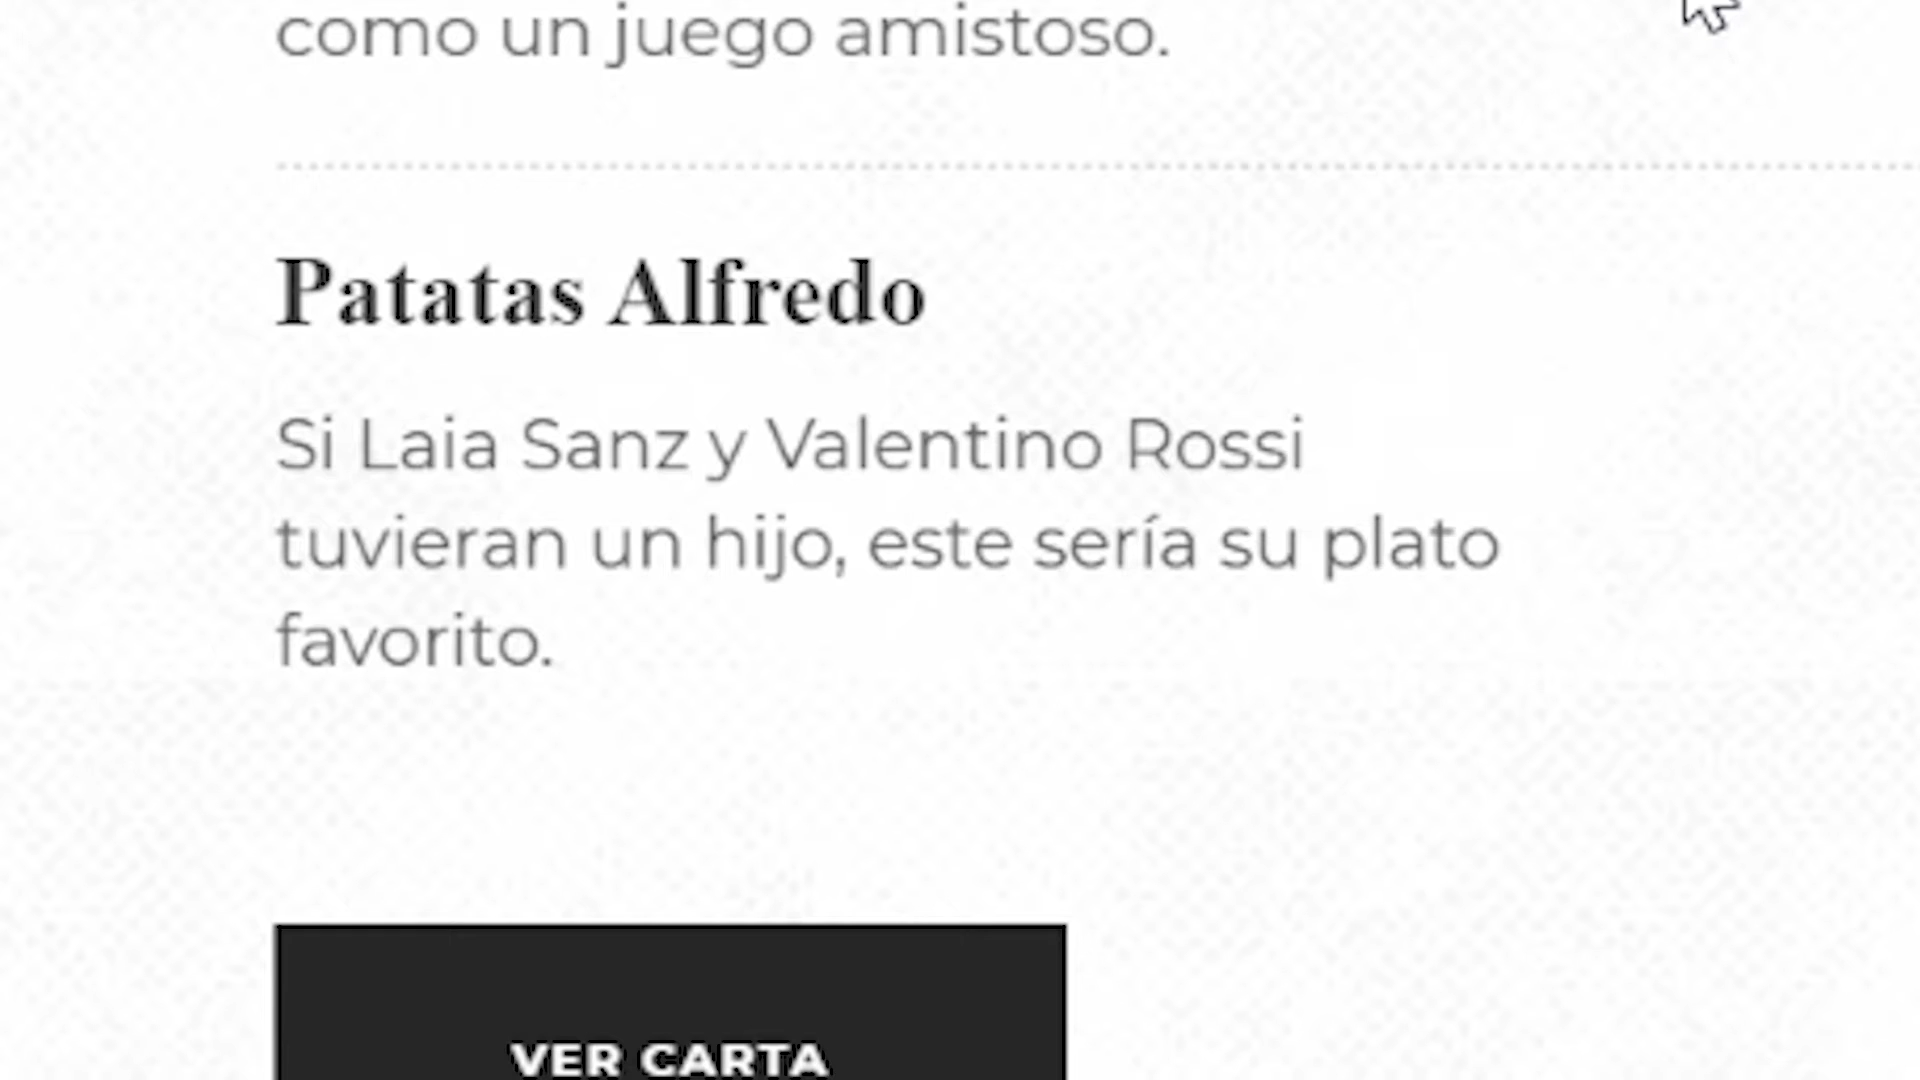 como un juego amistoso.
Patatas Alfredo
Si Laia Sanz y Valentino Rossi
tuvieran un hijo, este sería su plato
favorito.
VER CARTA